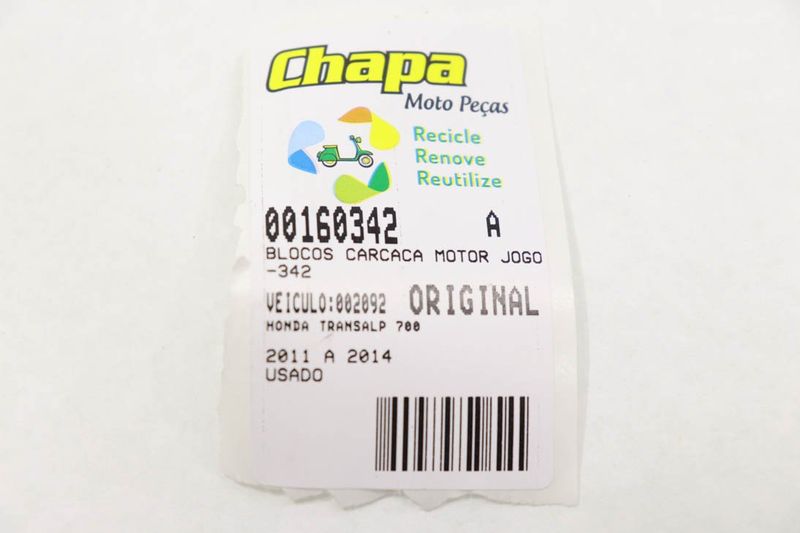 Chapa
Moto Peças
Recicle
Renove
Reutilize
00160342 A
BLOCOS CARCACA MOTOR JOGO
-342
VEICULO:002092 ORIGINAL
HONDA TRANSALP 700
2011 A 2014
USADO